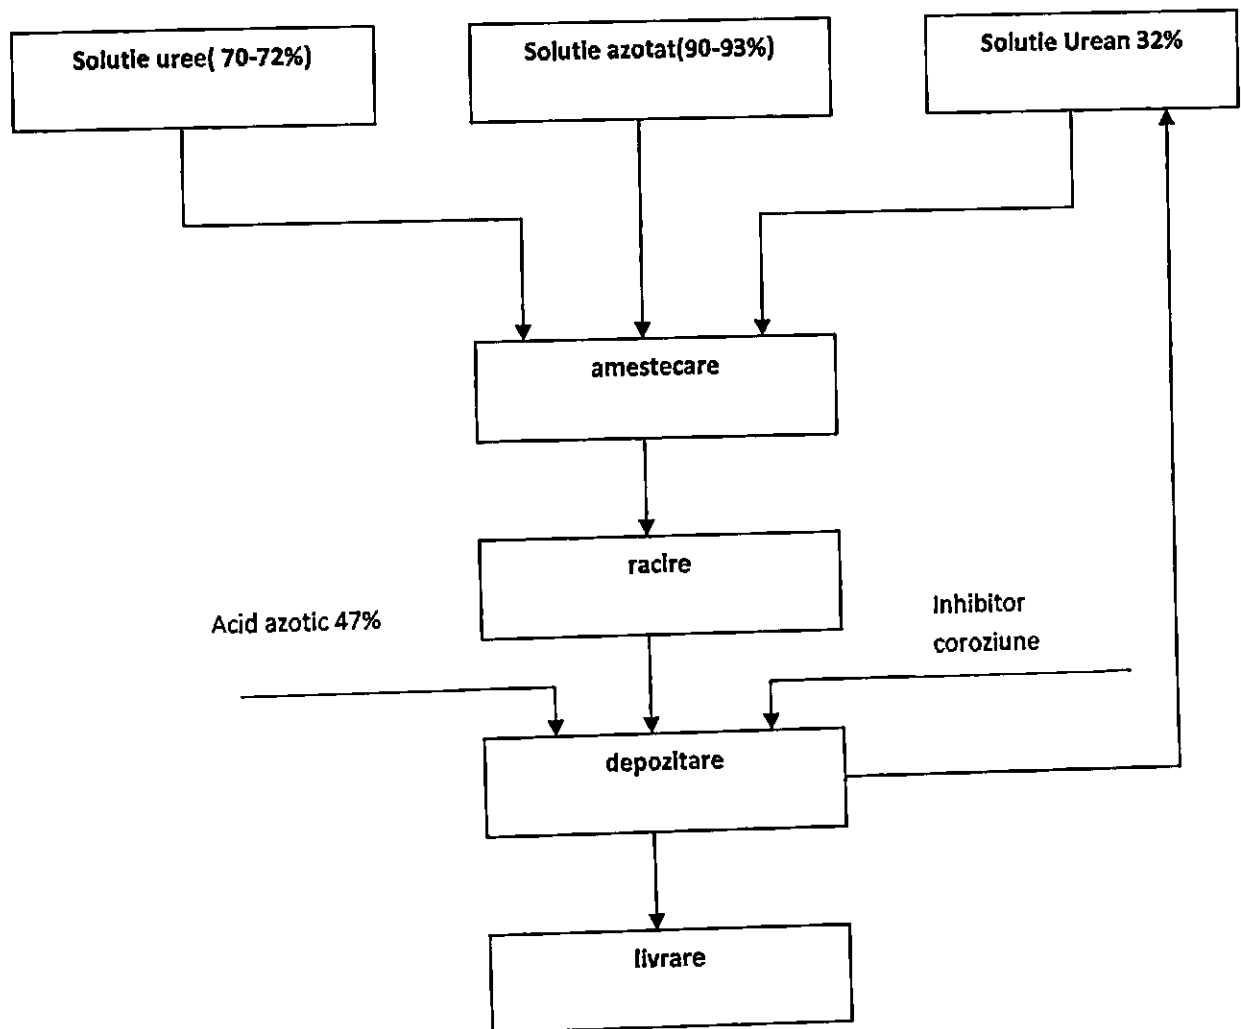 Solutie uree( 70-72%)
Solutie azotat(90-93%)
Solutie Urean 32%
amestecare
racire
Acid azotic 47%
Inhibitor
coroziune
depozitare
livrare